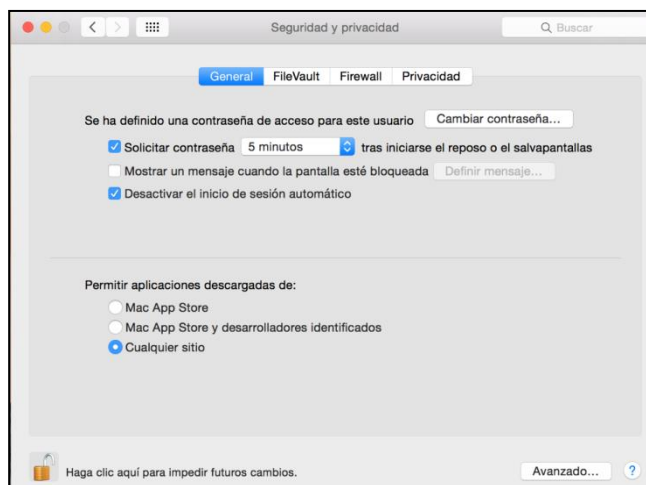 Seguridad y privacidad
Buscar
General FileVault Firewall Privacidad
Se ha definido una contraseña de acceso para este usuario Cambiar contraseña...
Solicitar contraseña 5 minutos tras iniciarse el reposo o el salvapantallas
Mostrar un mensaje cuando la pantalla esté bloqueada Definir mensaje...
Desactivar el inicio de sesión automático
Permitir aplicaciones descargadas de:
Mac App Store
Mac App Store y desarrolladores identificados
Cualquier sitio
Haga clic aquí para impedir futuros cambios. Avanzado... ?